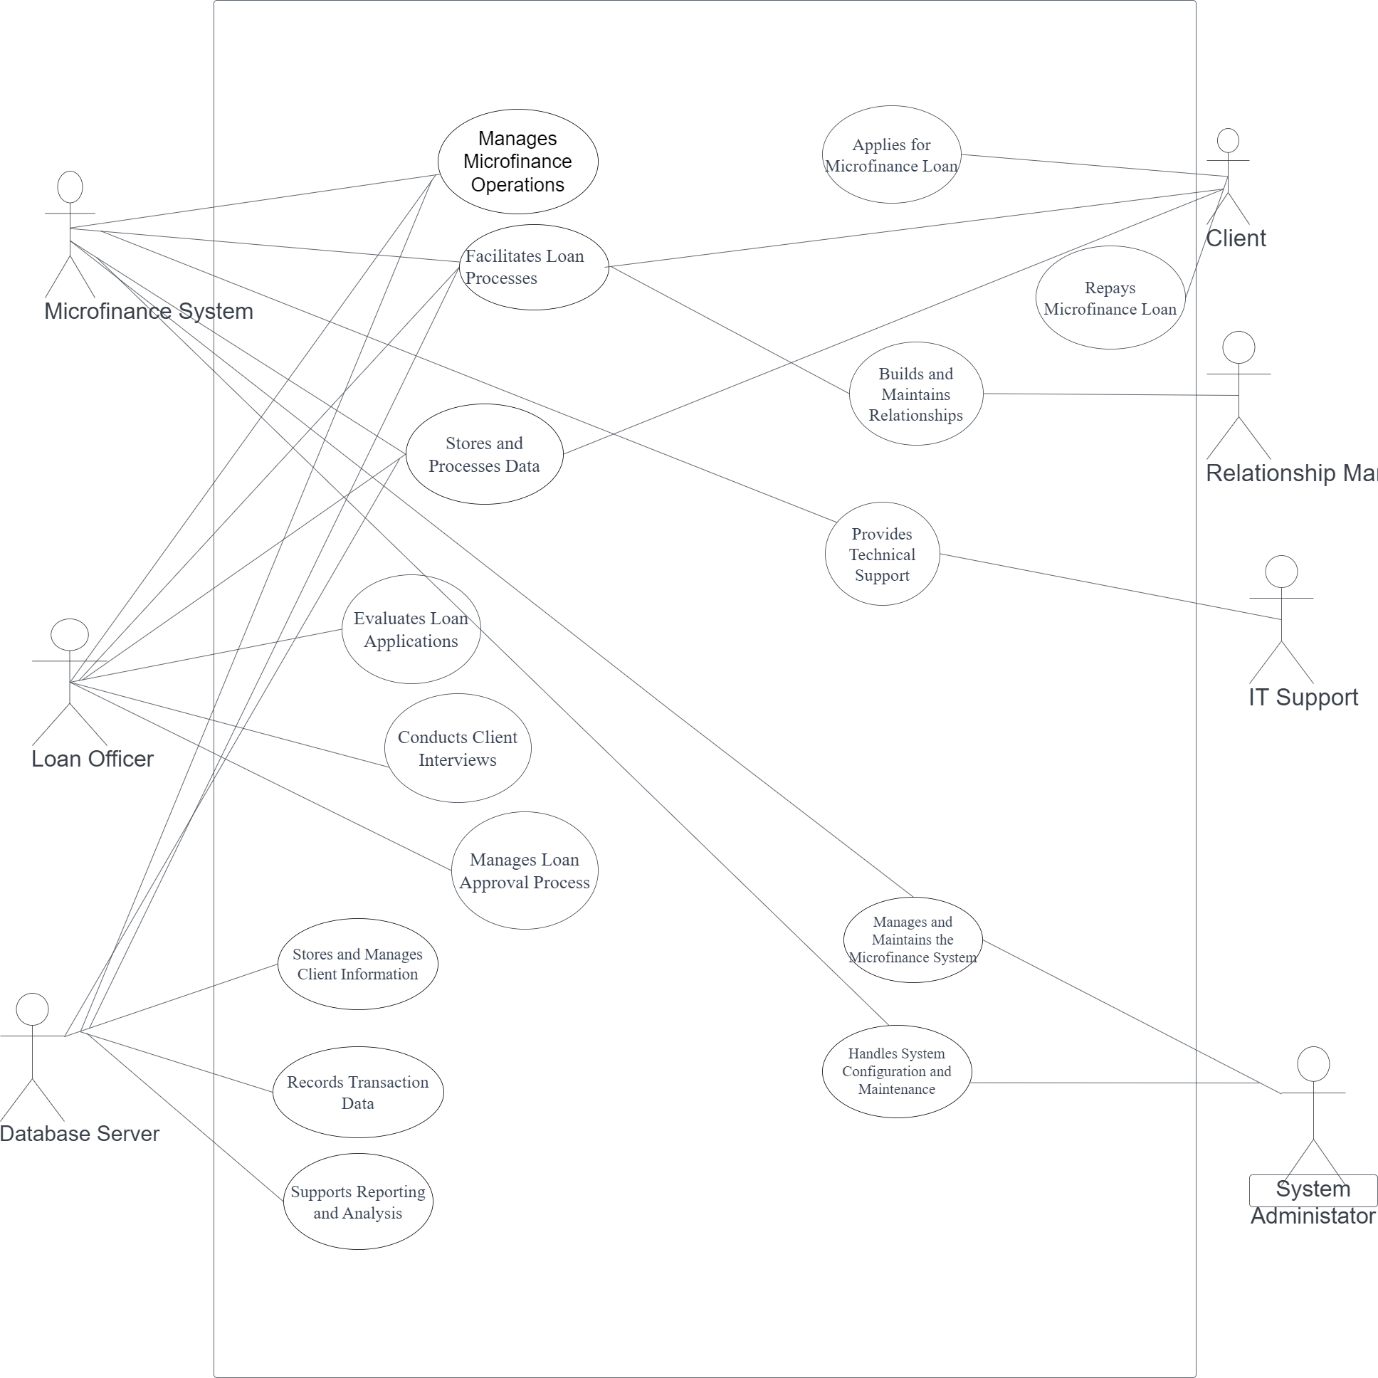 Manages
Microfinance
Operations
Applies for
Microfinance Loan
Client
Facilitates Loan
Processes
Repays
Microfinance Loan
Microfinance System
Builds and
Maintains
Relationships
Stores and
Processes Data
Relationship Ma
Provides
Technical
Support
Evaluates Loan
Applications
IT Support
Loan Officer
Conducts Client
Interviews
Manages Loan
Approval Process
Manages and
Maintains the
Microfinance System
Stores and Manages
Client Information
Handles System
Configuration and
Maintenance
Records Transaction
Data
Database Server
Supports Reporting
and Analysis
System
Administator